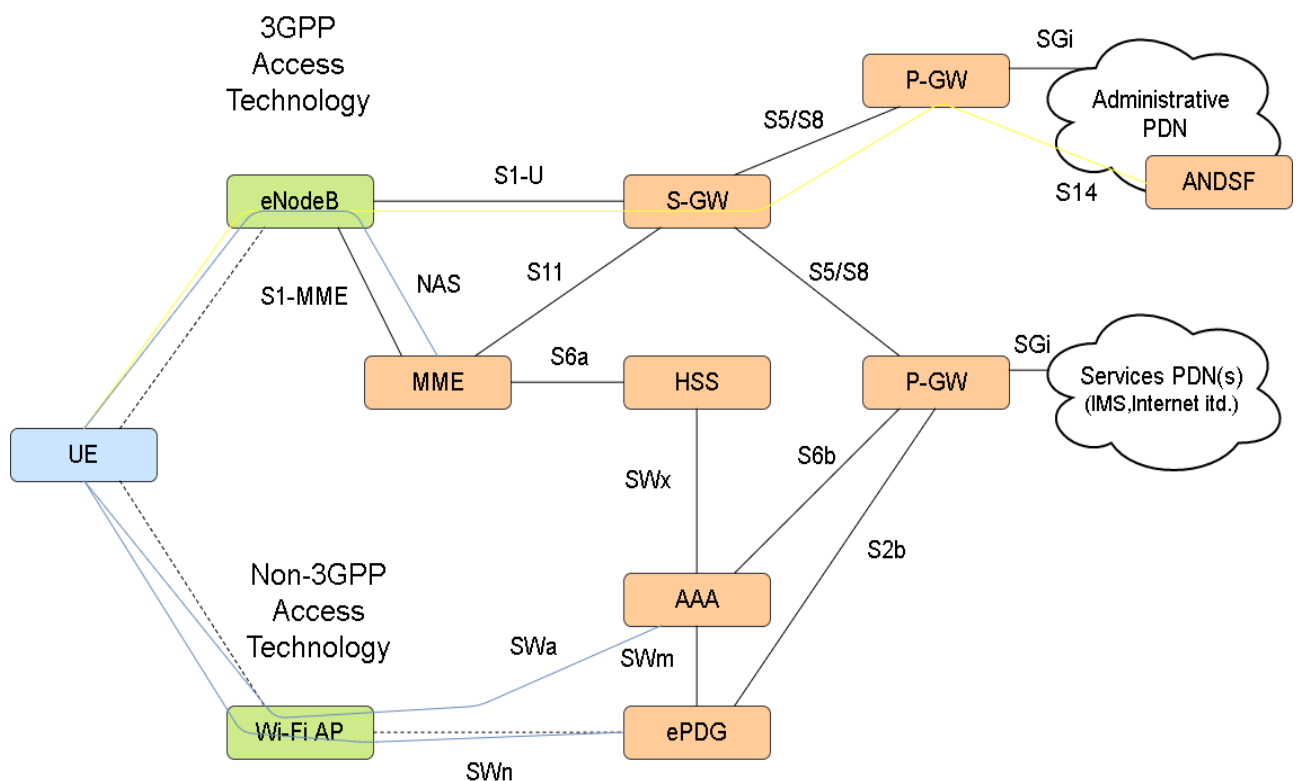 3GPP
Access
Technology
SGi
P-GW
Administrative
PDN
S5/S8
S1-U
eNodeB
S-GW
S14
ANDSF
S1-MME
NAS
S11
S5/S8
SGi
MME
S6a
HSS
P-GW
Services PDN(s)
(IMS,Internet itd.)
UE
SWx
S6b
S2b
Non-3GPP
Access
Technology
AAA
SWa
SWm
Wi-Fi AP
ePDG
SWn